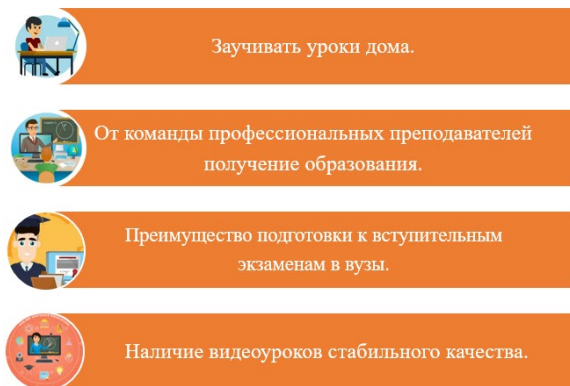 Заучивать уроки дома.
От команды профессиональных преподавателей
получение образования.
Преимущество подготовки к вступительным
экзаменам в вузы.
Наличие видеоуроков стабильного качества.